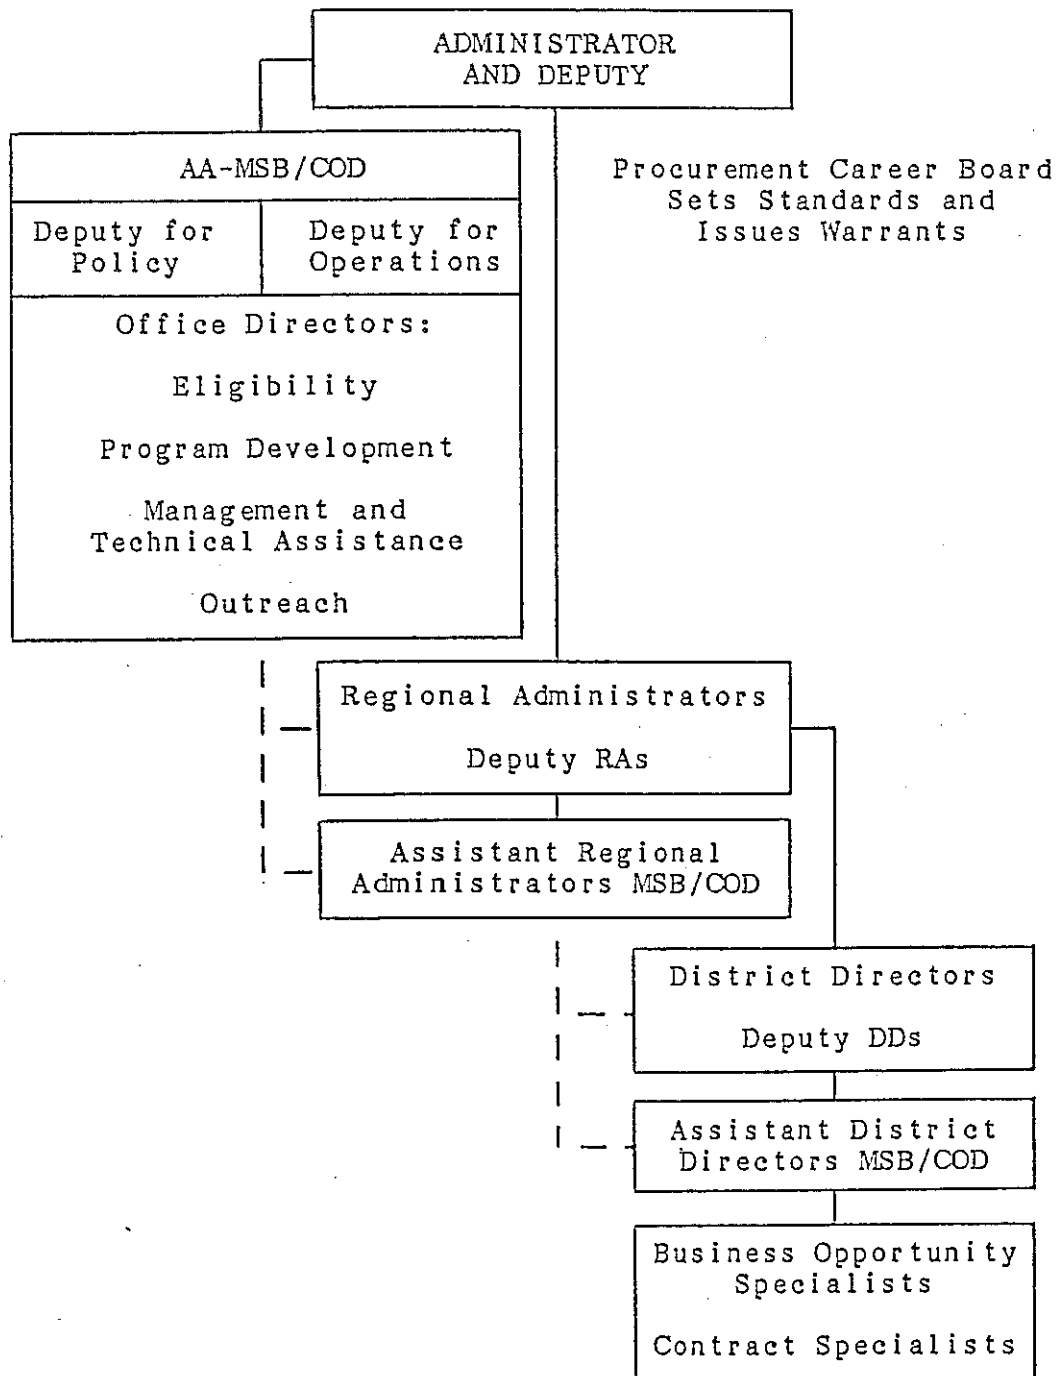 ADMINISTRATOR
AND DEPUTY
AA-MSB/COD
Procurement Career Board
Sets Standards and
Issues Warrants
Deputy for
Policy
Deputy for
Operations
Office Directors:
Eligibility
Program Development
Management and
Technical Assistance
Outreach
Regional Administrators
Deputy RAs
Assistant Regional
Administrators MSB/COD
District Directors
Deputy DDs
Assistant District
Directors MSB/COD
Business Opportunity
Specialists
Contract Specialists